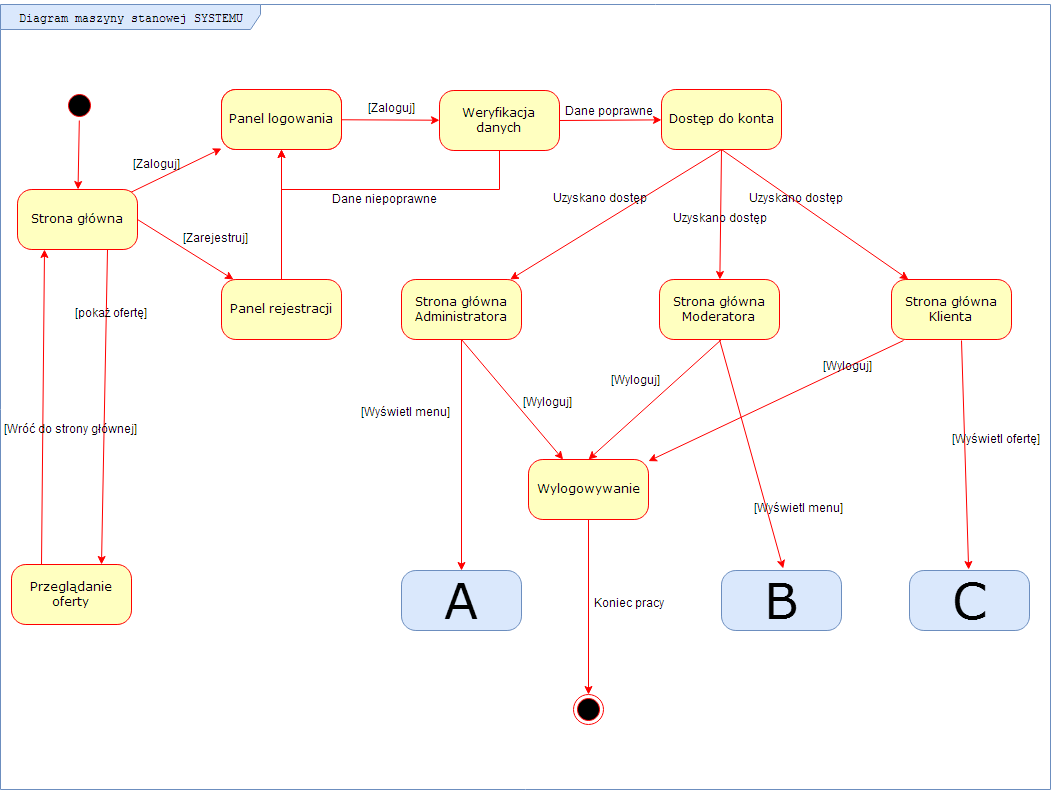 Diagram maszyny stanowej SYSTEMU
Panel logowania
[Zaloguj]
Weryfikacja
danych
Dane poprawne
Dostęp do konta
[Zaloguj]
Dane niepoprawne
Uzyskano dostęp
Uzyskano dostęp
Uzyskano dostęp
Strona główna
[Zarejestruj]
Panel rejestracji
Strona główna
Administratora
Strona główna
Moderatora
Strona główna
Klienta
[pokaż ofertę]
[Wyloguj]
[Wyloguj]
[Wyloguj]
[Wyświetl menu]
[Wróć do strony głównej]
[Wyświetl ofertę]
Wylogowywanie
[Wyświetl menu]
Przeglądanie
oferty
A
B
C
Koniec pracy